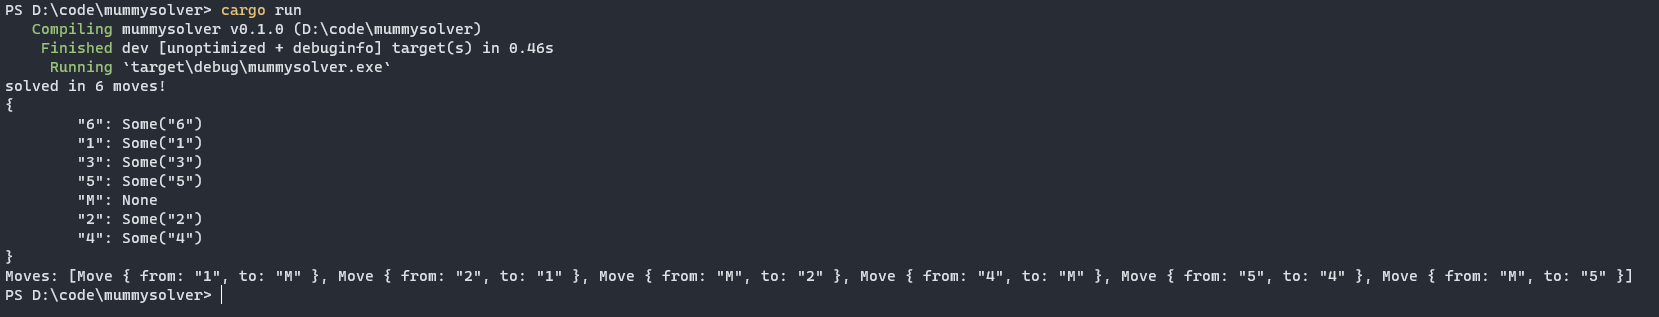 PS D:\code\mummysolver> cargo run
   Compiling mummysolver v0.1.0 (D:\code\mummysolver)
    Finished dev [unoptimized + debuginfo] target(s) in 0.46s
     Running `target\debug\mummysolver.exe`
solved in 6 moves!
{
        "6": Some("6")
        "1": Some("1")
        "3": Some("3")
        "5": Some("5")
        "M": None
        "2": Some("2")
        "4": Some("4")
}
Moves: [Move { from: "1", to: "M" }, Move { from: "2", to: "1" }, Move { from: "M", to: "2" }, Move { from: "4", to: "M" }, Move { from: "5", to: "4" }, Move { from: "M", to: "5" }]
PS D:\code\mummysolver>